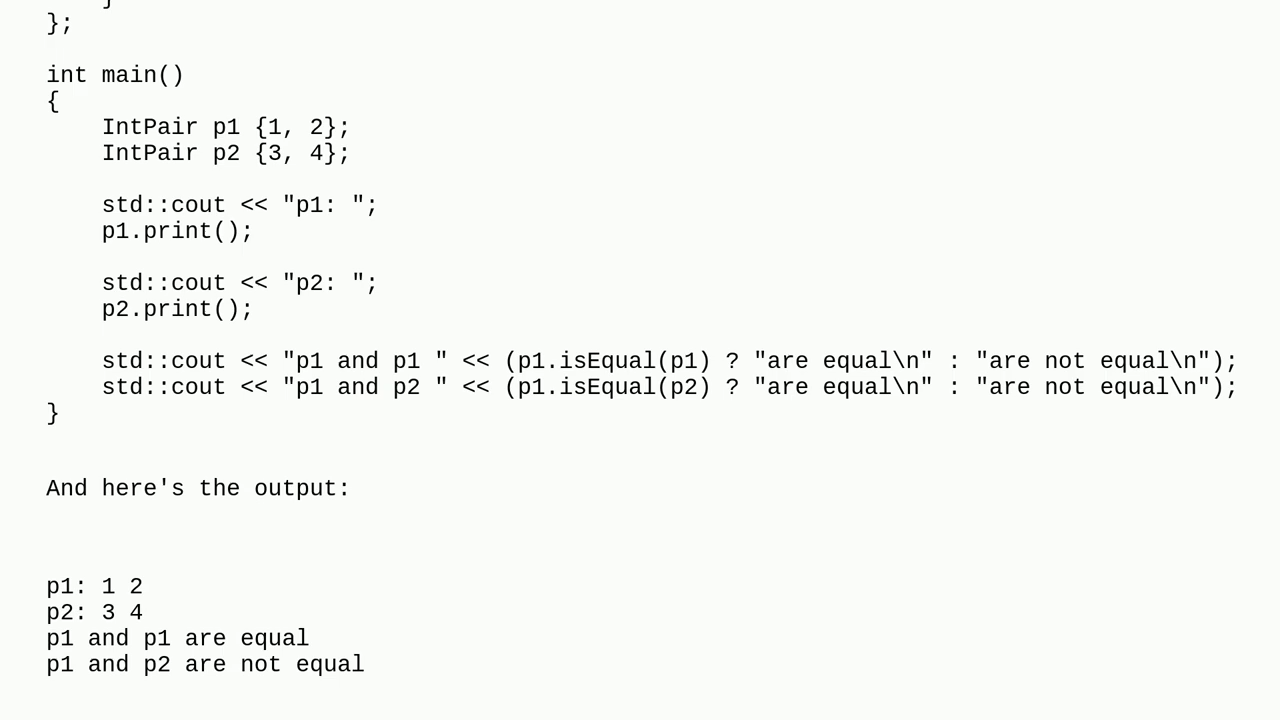 }
};
int main()
{
    IntPair p1 {1, 2};
    IntPair p2 {3, 4};
    std::cout << "p1: ";
    p1.print();
    std::cout << "p2: ";
    p2.print();
    std::cout << "p1 and p1 " << (p1.isEqual(p1) ? "are equal\n" : "are not equal\n");
    std::cout << "p1 and p2 " << (p1.isEqual(p2) ? "are equal\n" : "are not equal\n");
}
And here's the output:
p1: 1 2
p2: 3 4
p1 and p1 are equal
p1 and p2 are not equal